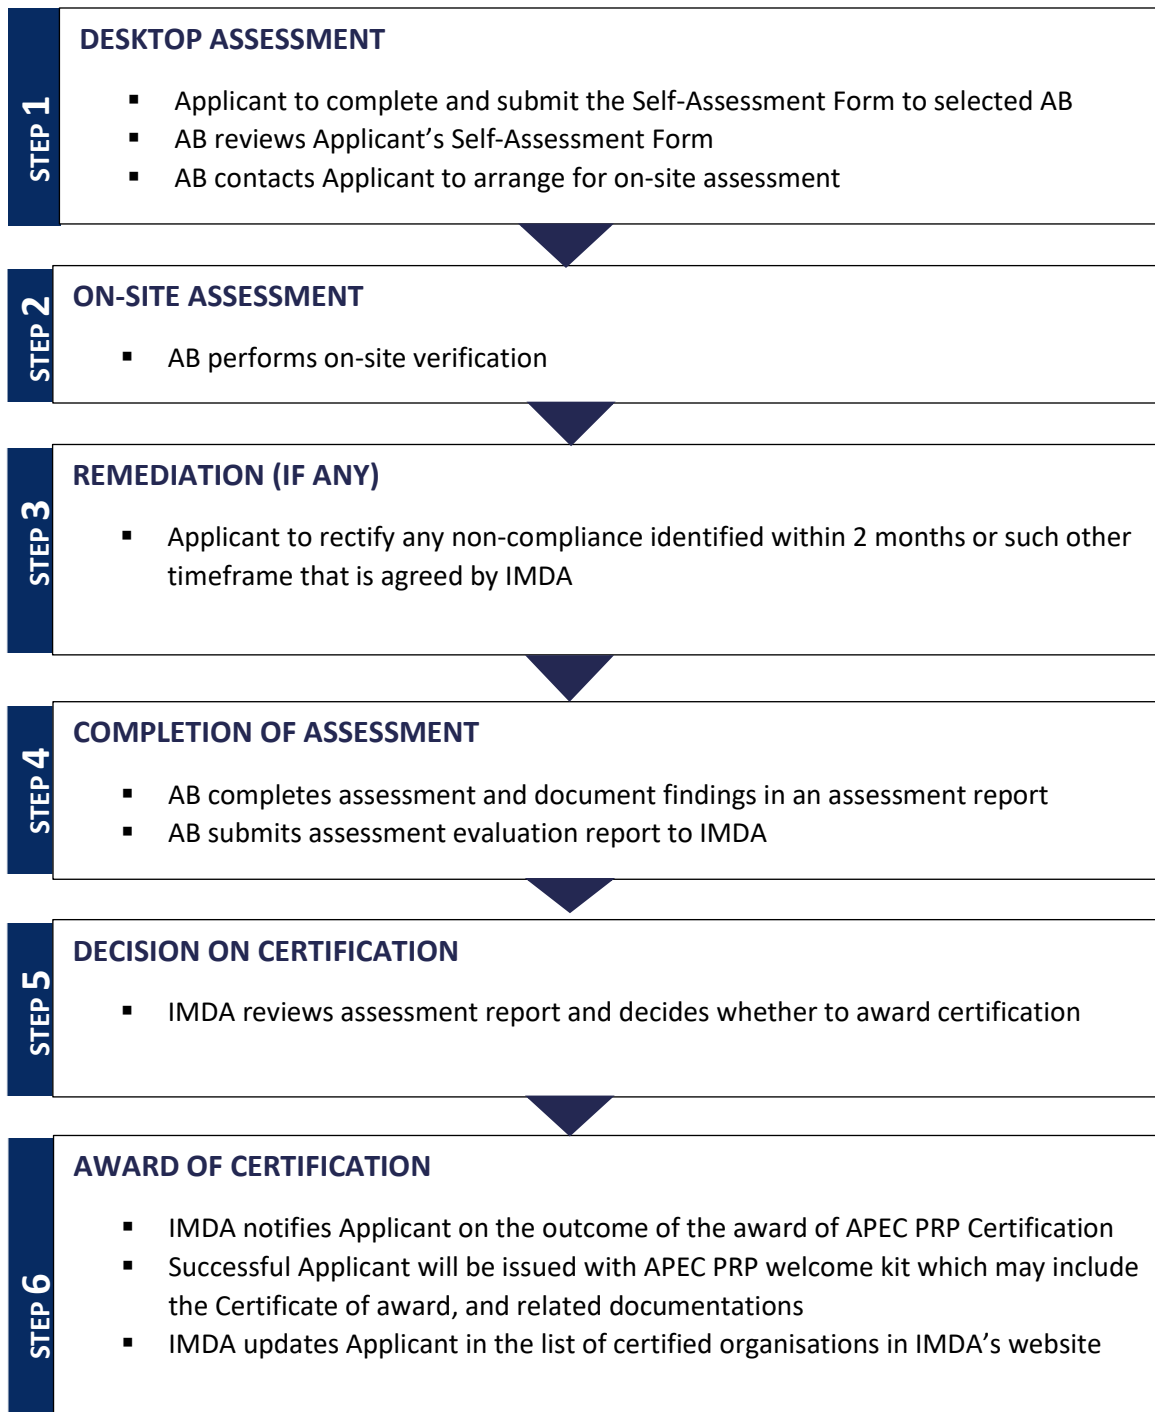 STEP 1
DESKTOP ASSESSMENT
▪ Applicant to complete and submit the Self-Assessment Form to selected AB
▪ AB reviews Applicant’s Self-Assessment Form
▪ AB contacts Applicant to arrange for on-site assessment
STEP 2
ON-SITE ASSESSMENT
▪ AB performs on-site verification
STEP 3
REMEDIATION (IF ANY)
▪ Applicant to rectify any non-compliance identified within 2 months or such other
timeframe that is agreed by IMDA
STEP 4
COMPLETION OF ASSESSMENT
▪ AB completes assessment and document findings in an assessment report
▪ AB submits assessment evaluation report to IMDA
STEP 5
DECISION ON CERTIFICATION
▪ IMDA reviews assessment report and decides whether to award certification
STEP 6
AWARD OF CERTIFICATION
▪ IMDA notifies Applicant on the outcome of the award of APEC PRP Certification
▪ Successful Applicant will be issued with APEC PRP welcome kit which may include
the Certificate of award, and related documentations
▪ IMDA updates Applicant in the list of certified organisations in IMDA’s website